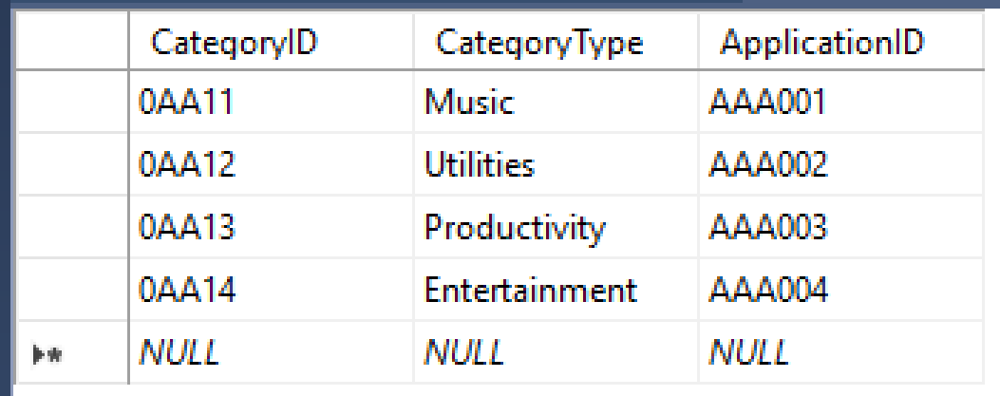 CategoryID CategoryType ApplicationID
0AA11 Music AAA001
0AA12 Utilities AAA002
0AA13 Productivity AAA003
0AA14 Entertainment AAA004
NULL NULL NULL